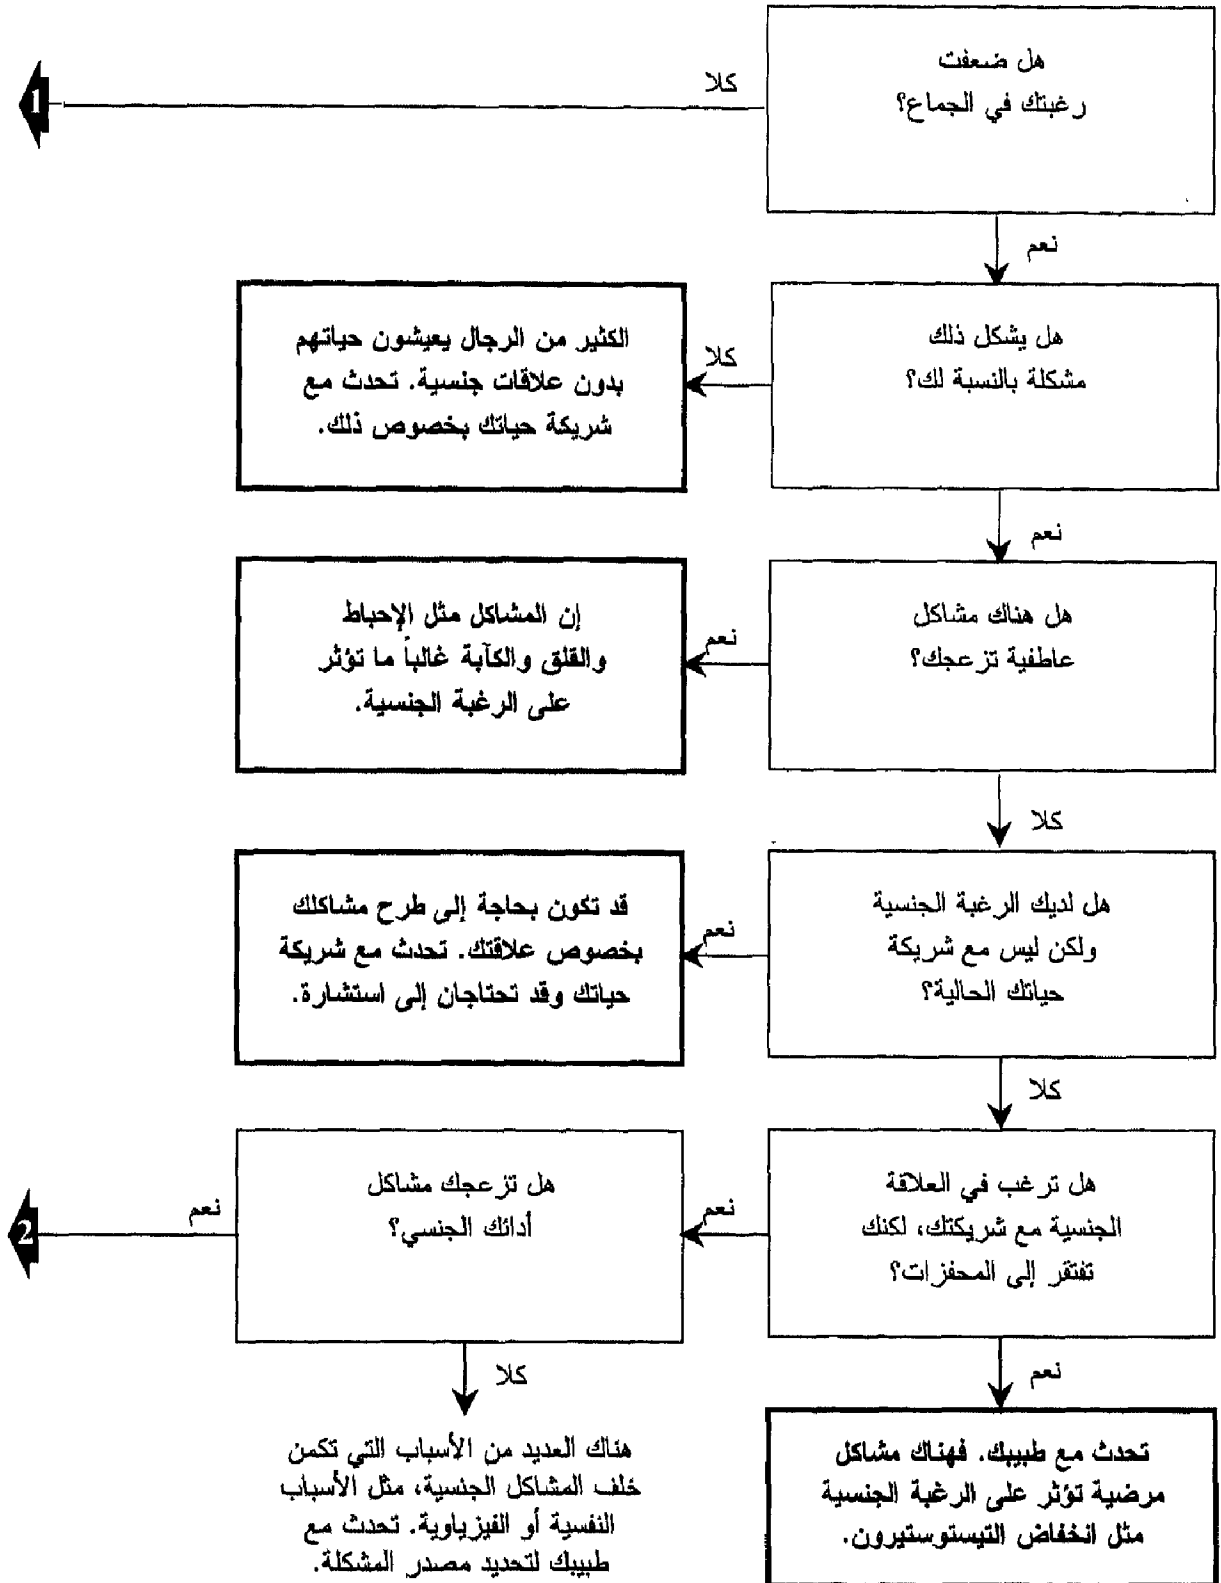 هل ضعفت
رغبتك في الجماع؟
كلا
1
نعم
هل يشكل ذلك
مشكلة بالنسبة لك؟
كلا
الكثير من الرجال يعيشون حياتهم
بدون علاقات جنسية. تحدث مع
شريكة حياتك بخصوص ذلك.
نعم
هل هناك مشاكل
عاطفية تزعجك؟
نعم
إن المشاكل مثل الإحباط
والقلق والكآبة غالباً ما تؤثر
على الرغبة الجنسية.
كلا
هل لديك الرغبة الجنسية
ولكن ليس مع شريكة
حياتك الحالية؟
نعم
قد تكون بحاجة إلى طرح مشاكلك
بخصوص علاقتك. تحدث مع شريكة
حياتك وقد تحتاجان إلى استشارة.
كلا
هل ترغب في العلاقة
الجنسية مع شريكتك، لكنك
تفتقر إلى المحفزات؟
نعم
هل تزعجك مشاكل
أدائك الجنسي؟
نعم
2
نعم
تحدث مع طبيبك. فهناك مشاكل
مرضية تؤثر على الرغبة الجنسية
مثل انخفاض التيستوستيرون.
كلا
هناك العديد من الأسباب التي تكمن
خلف المشاكل الجنسية، مثل الأسباب
النفسية أو الفيزياوية. تحدث مع
طبيبك لتحديد مصدر المشكلة.